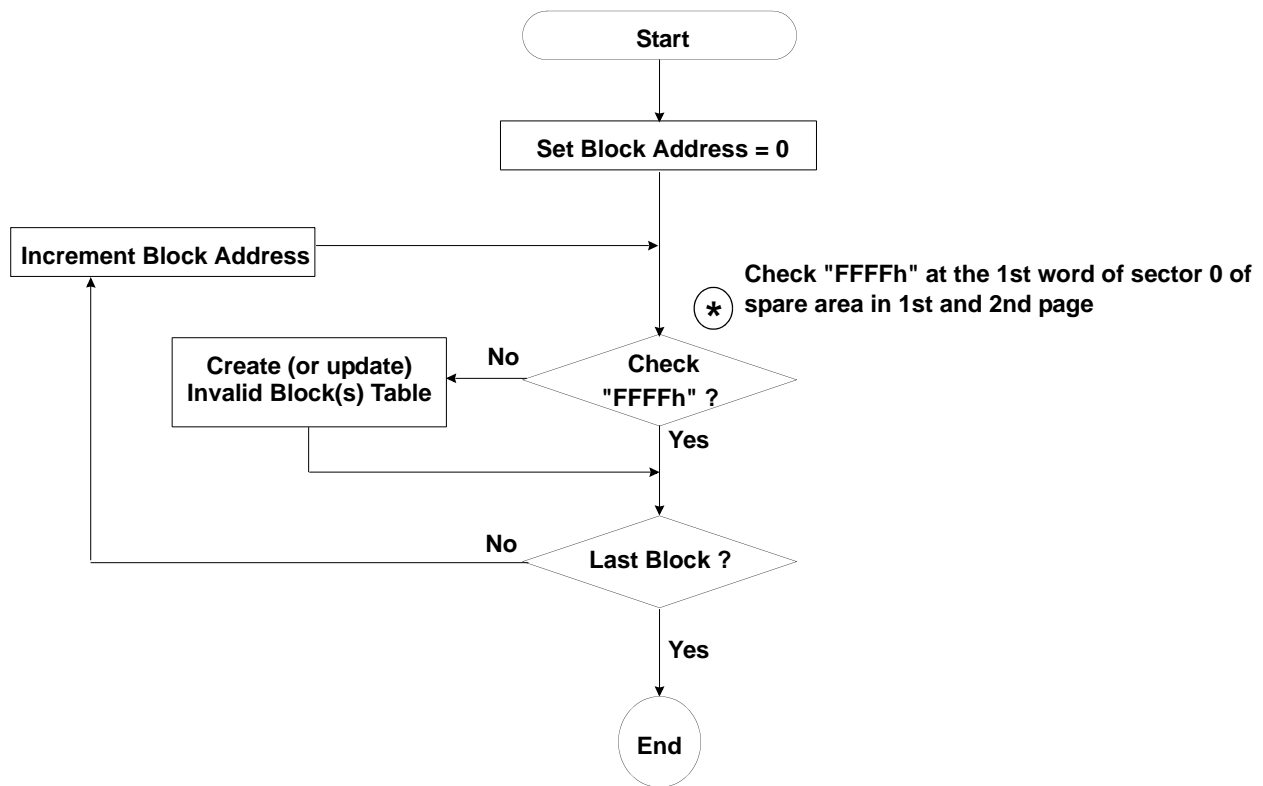 Start
Set Block Address = 0
Increment Block Address
Check "FFFFh" at the 1st word of sector 0 of
spare area in 1st and 2nd page
*
No
Create (or update)
Invalid Block(s) Table
Check
"FFFFh" ?
Yes
No
Last Block ?
Yes
End